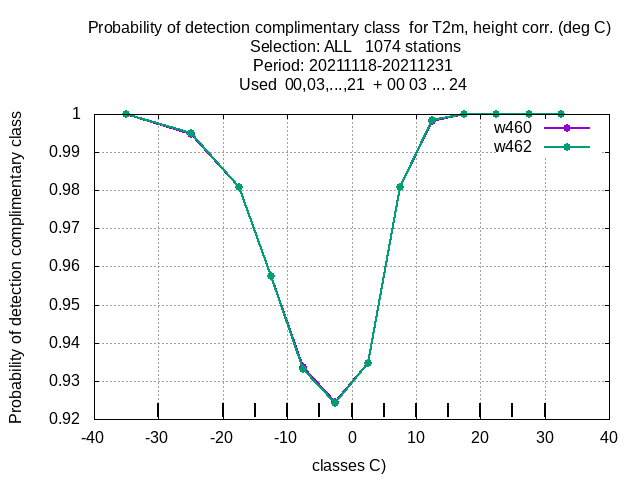 Probability of detection complimentary class  for T2m, height corr. (deg C)
Selection: ALL   1074 stations
Period: 20211118-20211231
Used  00,03,...,21  + 00 03 ... 24
Probability of detection complimentary class
1
0.99
0.98
0.97
0.96
0.95
0.94
0.93
0.92
w460
w462
-40 -30 -20 -10 0 10 20 30 40
classes C)